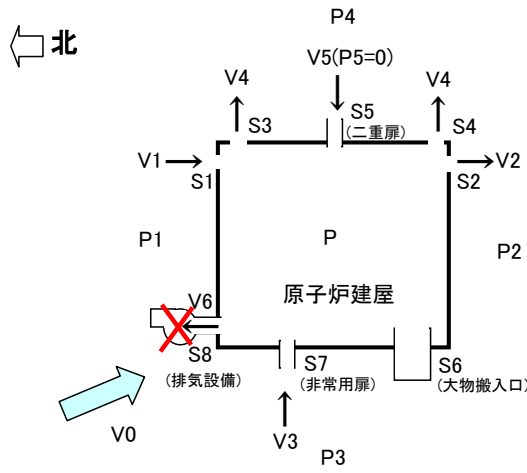 P4
北
V5(P5=0)
V4
V4
S3
S5
(二重扉)
S4
V1
S1
V2
S2
P1
P
P2
原子炉建屋
V6
S8
(排気設備)
S7
(非常用扉)
S6
(大物搬入口)
V0
V3
P3